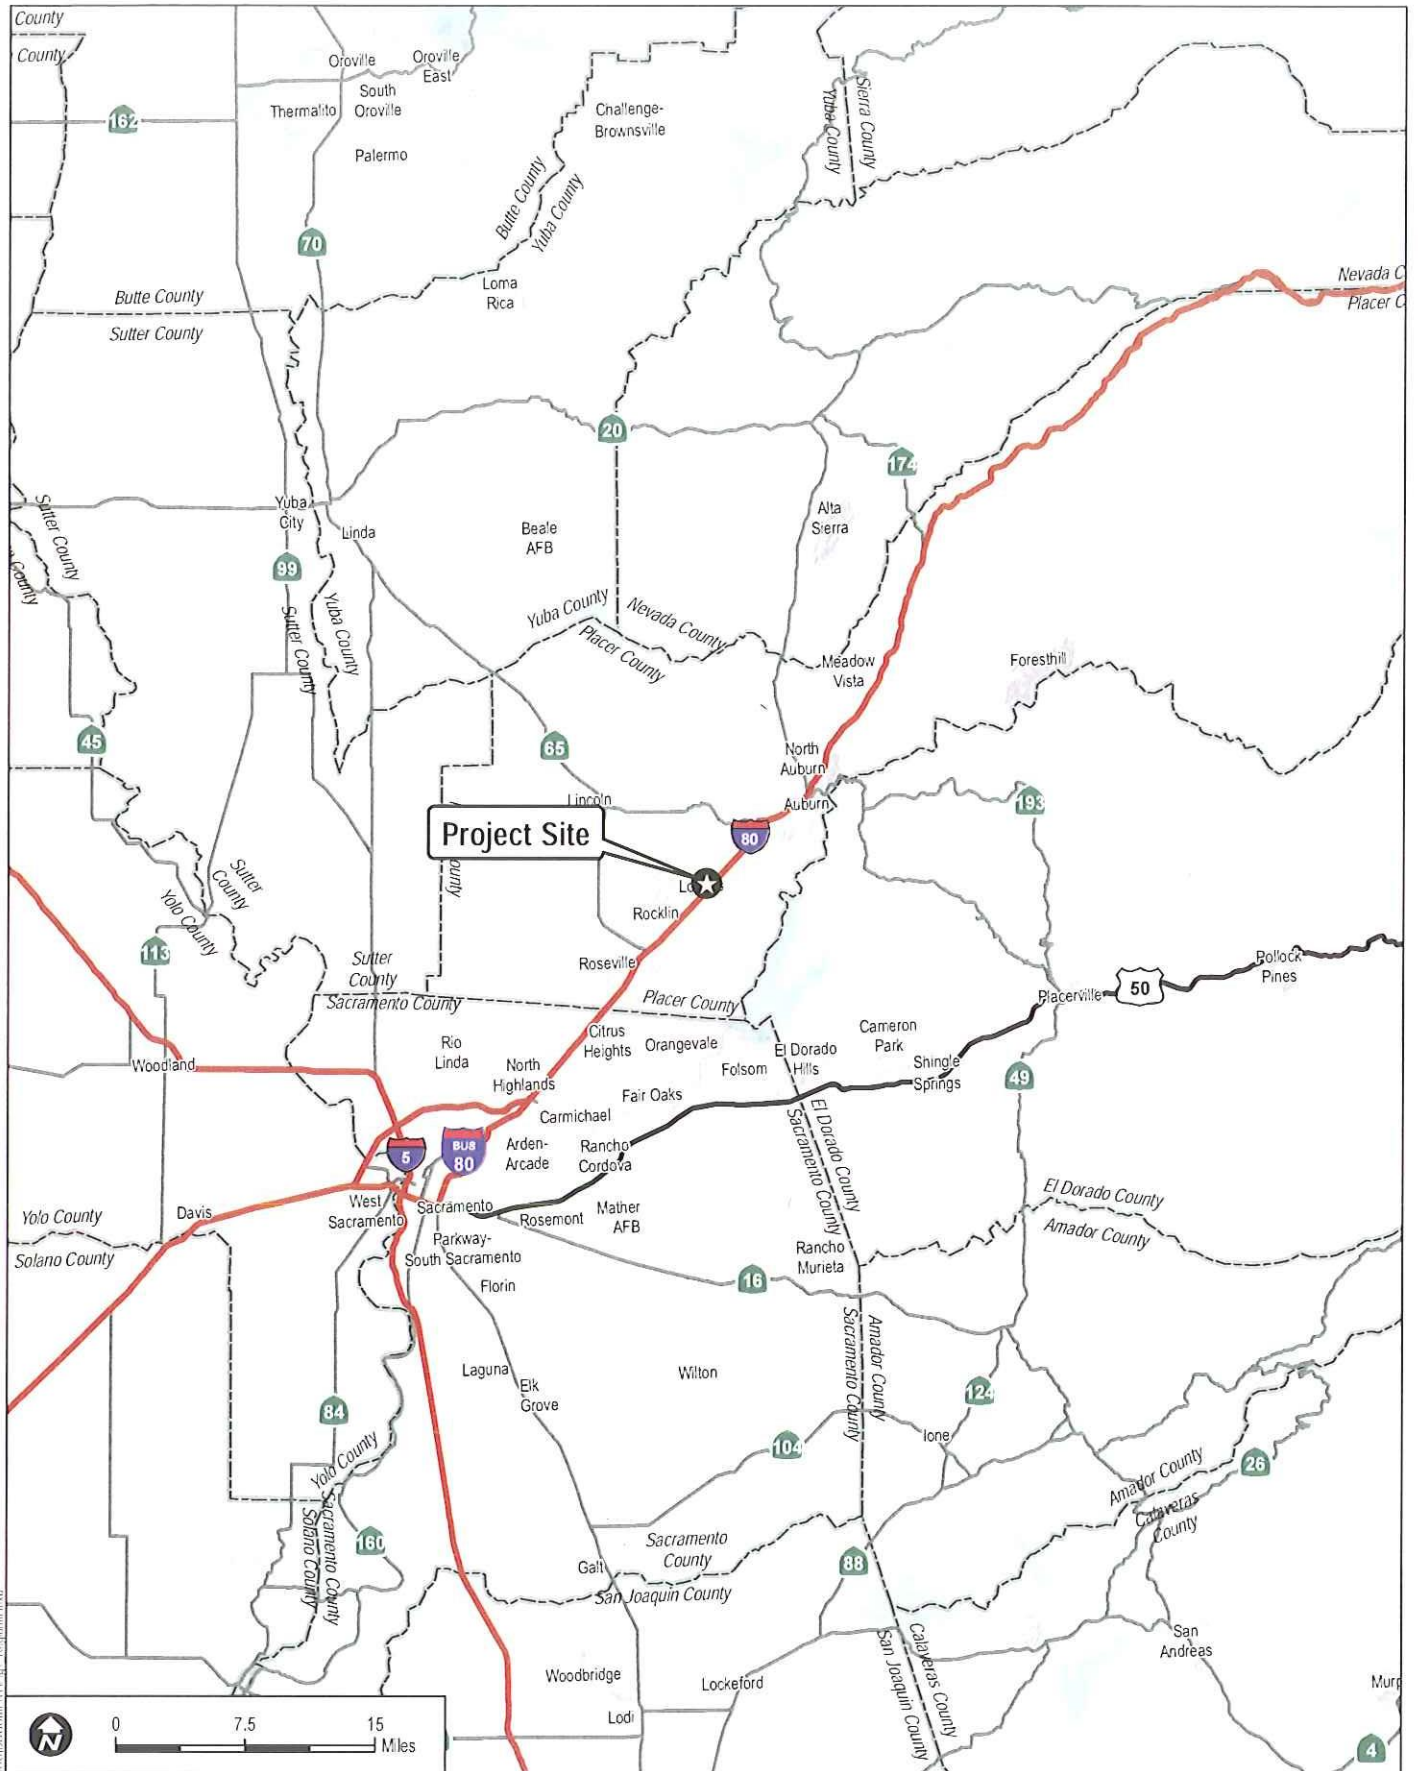 County
County
Oroville
Oroville
East
South
Oroville
Thermalito
162
Palermo
Challenge-
Brownsville
Yuba County
Sierra County
Butte County
Yuba County
70
Loma
Rica
Nevada C
Placer C
Butte County
Sutter County
20
174
Yuba
City
Linda
Beale
AFB
Alta
Sierra
Sutter County
County
99
Sutter County
Yuba County
Yuba County
Nevada County
Placer County
Meadow
Vista
Foresthill
45
65
North
Auburn
Auburn
193
Lincoln
80
Project Site
ounty
Rocklin
Sutter
County
Yolo County
113
Roseville
Sutter
County
Sacramento County
Placer County
Pollock
Pines
50
Placerville
Rio
Linda
Citrus
Heights
Orangevale
Cameron
Park
El Dorado
Hills
Folsom
Shingle
Springs
North
Highlands
Woodland
49
Fair Oaks
Carmichael
5
BUS
80
Arden-
Arcade
Rancho
Cordova
El Dorado County
Sacramento County
Yolo County
Solano County
Davis
West
Sacramento
Sacramento
Rosemont
Mather
AFB
El Dorado County
Amador County
Parkway-
South Sacramento
Florin
Rancho
Murieta
16
Amador County
Sacramento County
Laguna
Elk
Grove
Wilton
124
84
104
Ione
26
Yolo County
Sacramento County
Solano County
Amador County
Calaveras
County
160
Sacramento
County
Galt
San Joaquin County
88
Calaveras County
San Joaquin County
San
Andreas
Woodbridge
Lockeford
Lodi
Murp
4
N
0 7.5 15
Miles